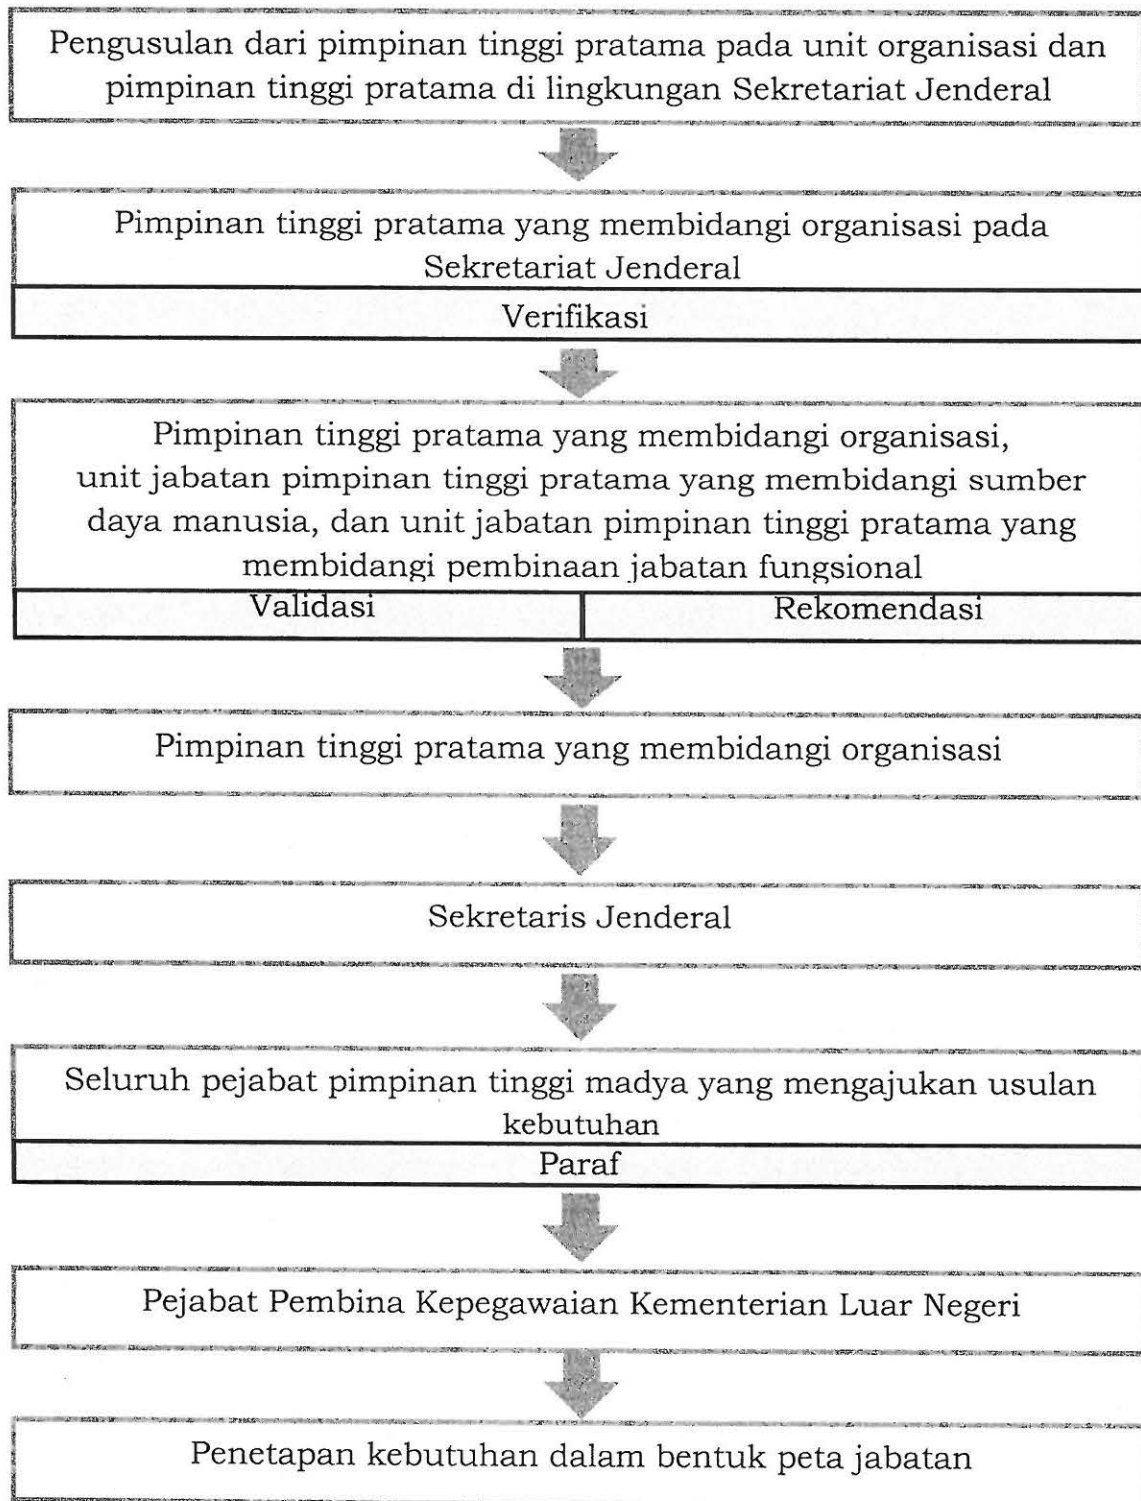 Pengusulan dari pimpinan tinggi pratama pada unit organisasi dan
pimpinan tinggi pratama di lingkungan Sekretariat Jenderal
Pimpinan tinggi pratama yang membidangi organisasi pada
Sekretariat Jenderal
Verifikasi
Pimpinan tinggi pratama yang membidangi organisasi,
unit jabatan pimpinan tinggi pratama yang membidangi sumber
daya manusia, dan unit jabatan pimpinan tinggi pratama yang
membidangi pembinaan jabatan fungsional
Validasi
Rekomendasi
Pimpinan tinggi pratama yang membidangi organisasi
Sekretaris Jenderal
Seluruh pejabat pimpinan tinggi madya yang mengajukan usulan
kebutuhan
Paraf
Pejabat Pembina Kepegawaian Kementerian Luar Negeri
Penetapan kebutuhan dalam bentuk peta jabatan